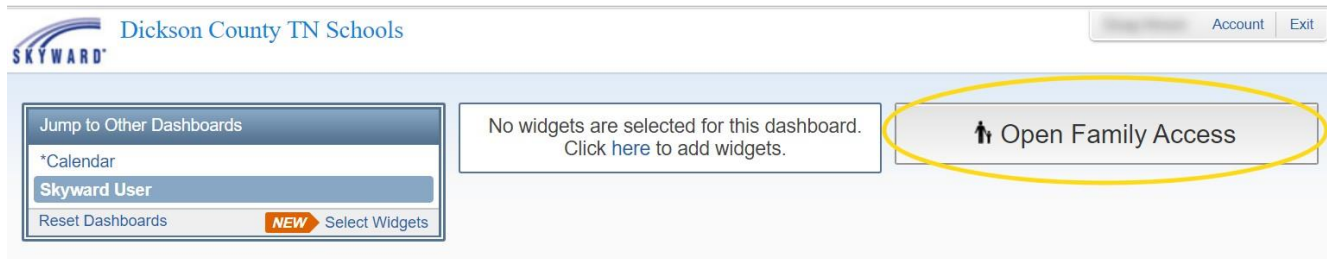 SKYWARD®
Dickson County TN Schools
Account
Exit
Jump to Other Dashboards
*Calendar
Skyward User
Reset Dashboards
NEW Select Widgets
No widgets are selected for this dashboard.
Click here to add widgets.
Open Family Access